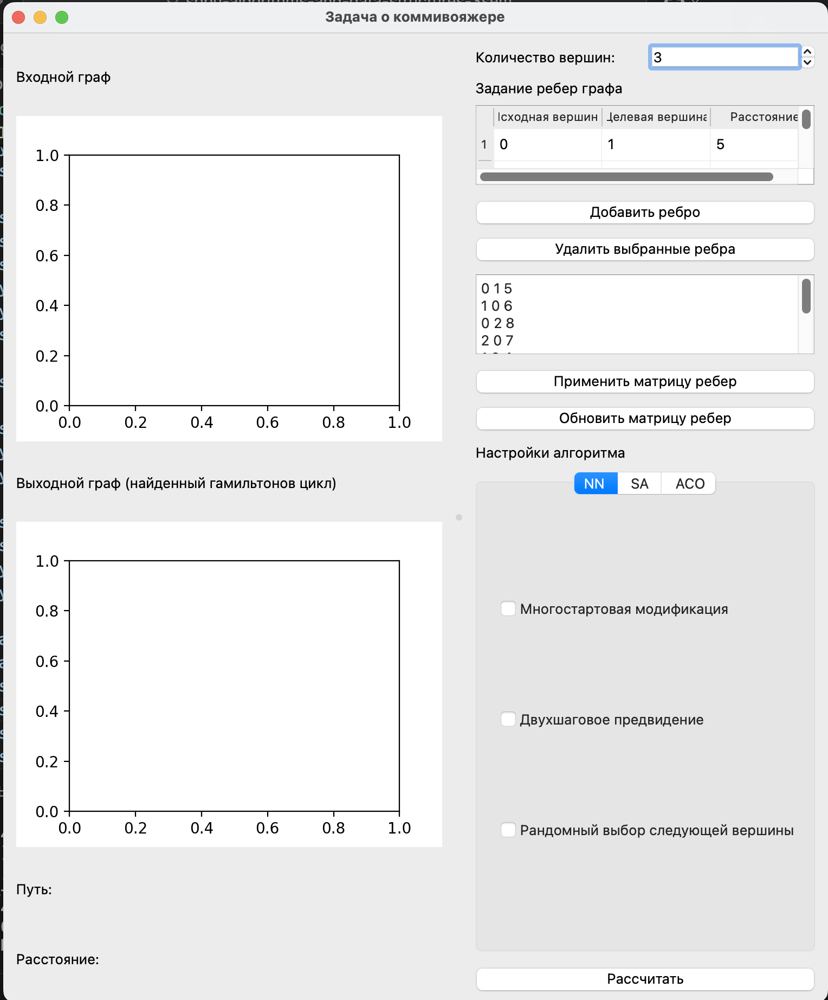 Задача о коммивояжере
Входной граф
1.0
0.8
0.6
0.4
0.2
0.0
0.0 0.2 0.4 0.6 0.8 1.0
Выходной граф (найденный гамильтонов цикл)
1.0
0.8
0.6
0.4
0.2
0.0
0.0 0.2 0.4 0.6 0.8 1.0
Путь:
Расстояние:
Количество вершин: 3
Задание ребер графа
сходная вершин Целевая вершина Расстояние
1 0 1 5
Добавить ребро
Удалить выбранные ребра
0 1 5
1 0 6
0 2 8
2 0 7
Применить матрицу ребер
Обновить матрицу ребер
Настройки алгоритма
NN SA ACO
Многостартовая модификация
Двухшаговое предвидение
Рандомный выбор следующей вершины
Рассчитать